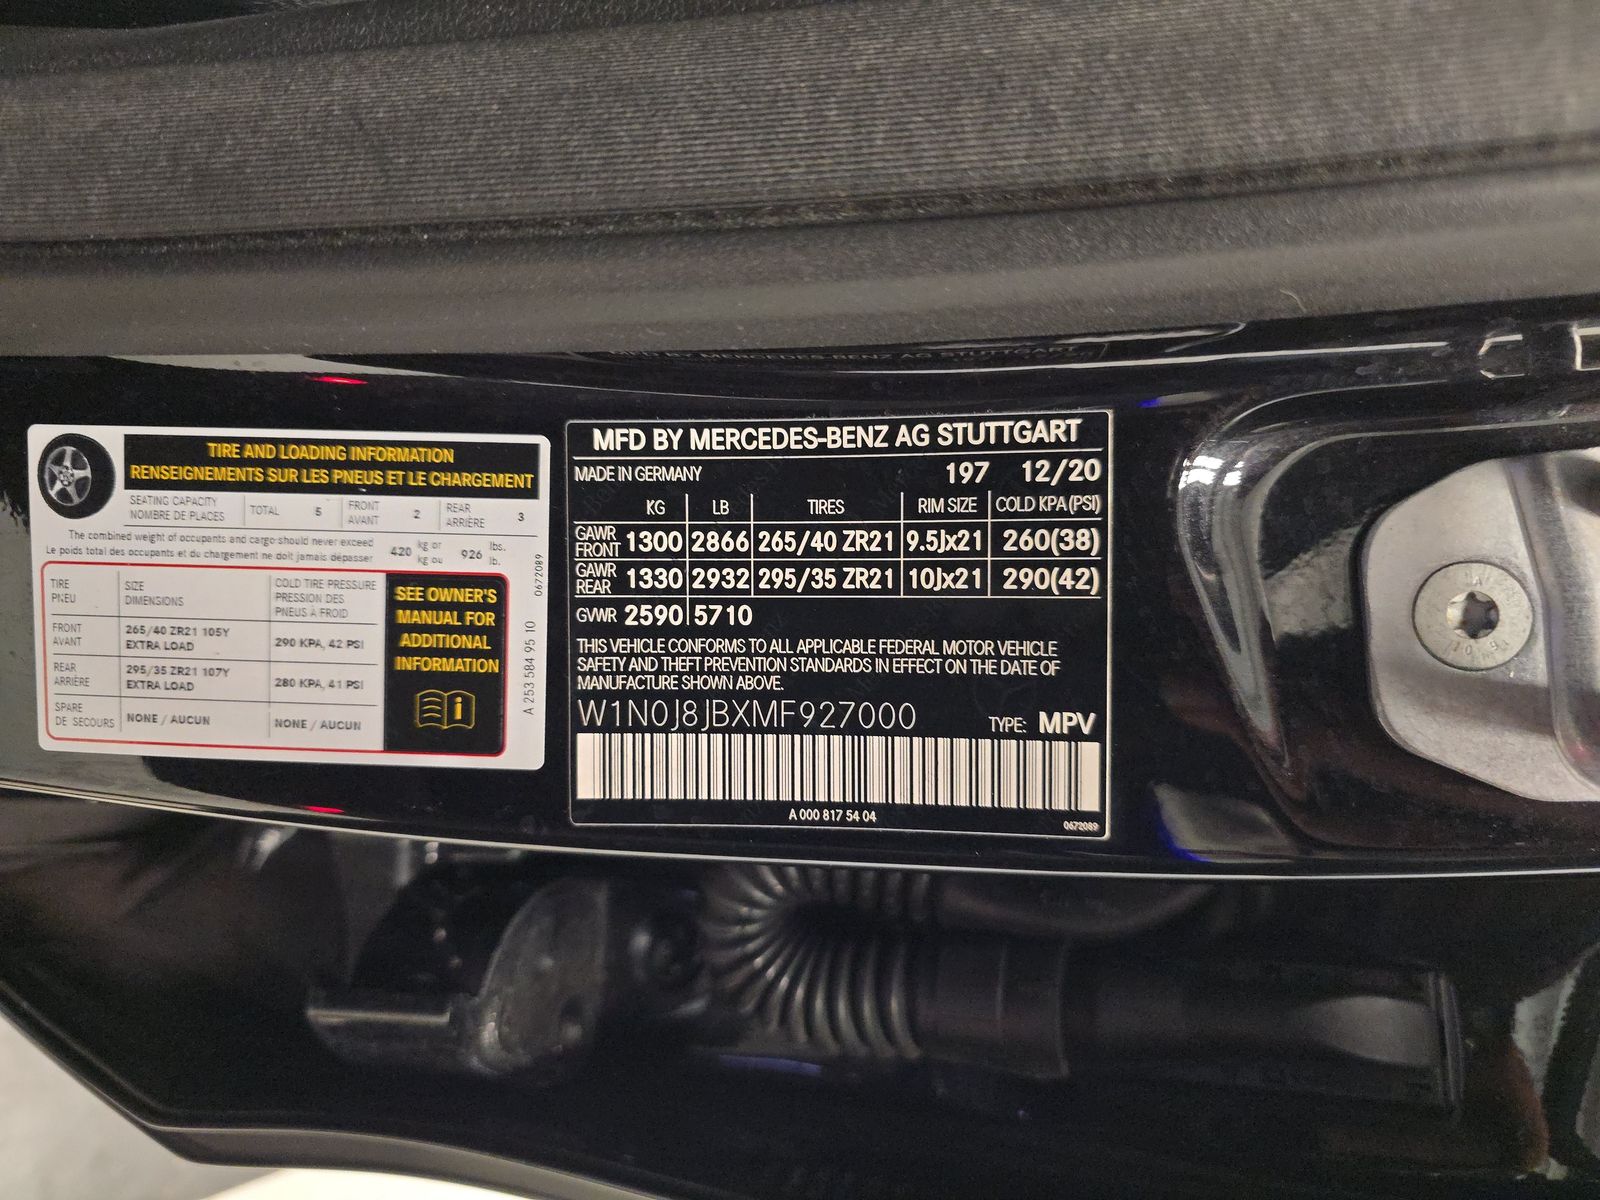 TIRE AND LOADING INFORMATION
RENSEIGNEMENTS SUR LES PNEUS ET LE CHARGEMENT
SEATING CAPACITY
NOMBRE DE PLACES
TOTAL 5
FRONT
AVANT
2
REAR
ARRIÈRE
3
The combined weight of occupants and cargo should never exceed
Le poids total des occupants et du chargement ne doit jamais dépasser
420 kg or
kg ou
926 lbs.
lb.
TIRE
PNEU
SIZE
DIMENSIONS
COLD TIRE PRESSURE
PRESSION DES
PNEUS À FROID
FRONT
AVANT
265/40 ZR21 105Y
EXTRA LOAD
290 KPA, 42 PSI
REAR
ARRIÈRE
295/35 ZR21 107Y
EXTRA LOAD
280 KPA, 41 PSI
SPARE
DE SECOURS
NONE / AUCUN
NONE / AUCUN
SEE OWNER'S
MANUAL FOR
ADDITIONAL
INFORMATION
0672089
A 253 584 95 10
MFD BY MERCEDES-BENZ AG STUTTGART
MADE IN GERMANY 197 12/20
KG LB TIRES RIM SIZE COLD KPA(PSI)
GAWR
FRONT 1300 2866 265/40 ZR21 9.5Jx21 260(38)
GAWR
REAR 1330 2932 295/35 ZR21 10Jx21 290(42)
GVWR 2590 5710
THIS VEHICLE CONFORMS TO ALL APPLICABLE FEDERAL MOTOR VEHICLE
SAFETY AND THEFT PREVENTION STANDARDS IN EFFECT ON THE DATE OF
MANUFACTURE SHOWN ABOVE.
W1N0J8JBXMF927000 TYPE: MPV
A 000 817 54 04
0672089